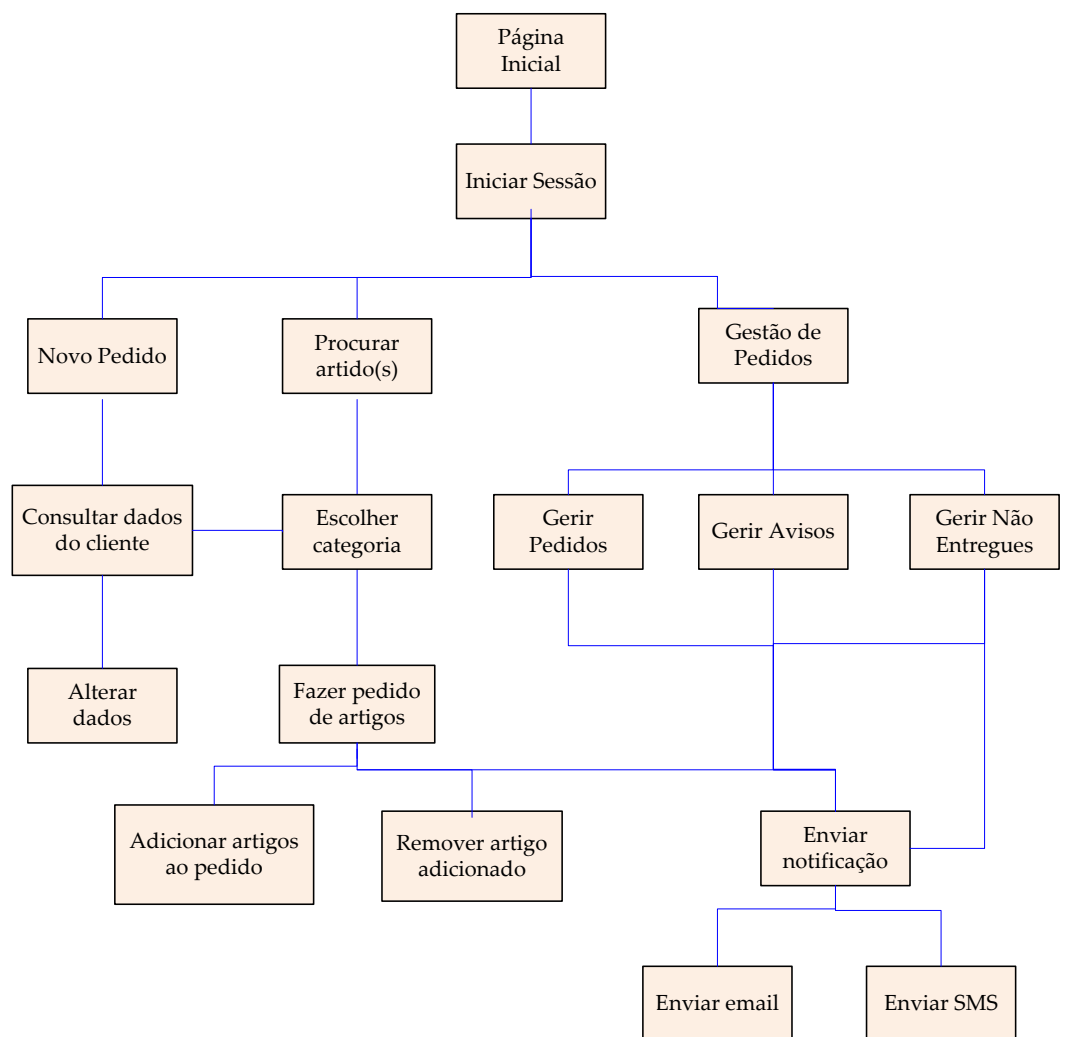 Página
Inicial
Iniciar Sessão
Novo Pedido
Procurar
artido(s)
Gestão de
Pedidos
Consultar dados
do cliente
Escolher
categoria
Gerir
Pedidos
Gerir Avisos
Gerir Não
Entregues
Alterar
dados
Fazer pedido
de artigos
Adicionar artigos
ao pedido
Remover artigo
adicionado
Enviar
notificação
Enviar email
Enviar SMS